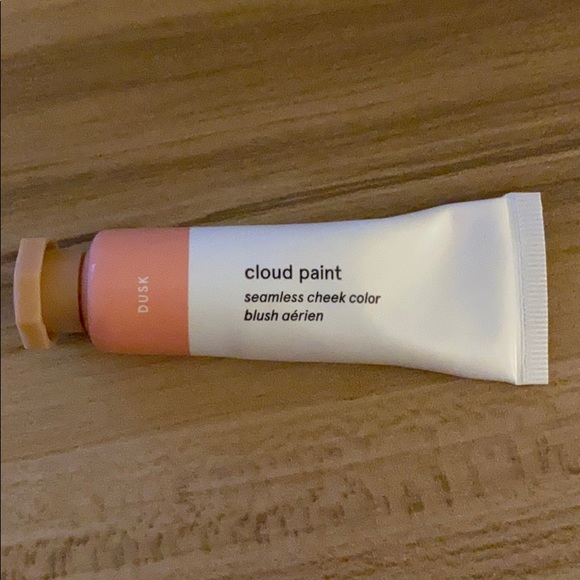 DUSK
cloud paint
seamless cheek color
blush aérien